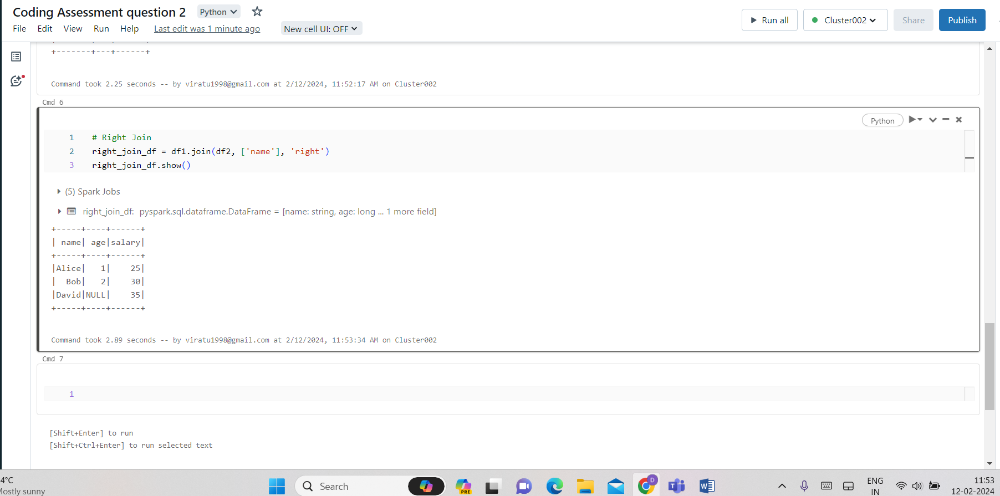 Coding Assessment question 2 Python
File Edit View Run Help Last edit was 1 minute ago New cell UI: OFF
Run all Cluster002 Share Publish
+-------+---+------+
Command took 2.25 seconds -- by viratu1998@gmail.com at 2/12/2024, 11:52:17 AM on Cluster002
Cmd 6
Python
1 # Right Join
2 right_join_df = df1.join(df2, ['name'], 'right')
3 right_join_df.show()
(5) Spark Jobs
right_join_df: pyspark.sql.dataframe.DataFrame = [name: string, age: long ... 1 more field]
+-----+----+------+
| name| age|salary|
+-----+----+------+
|Alice|   1|    25|
|  Bob|   2|    30|
|David|NULL|    35|
+-----+----+------+
Command took 2.89 seconds -- by viratu1998@gmail.com at 2/12/2024, 11:53:34 AM on Cluster002
Cmd 7
1
[Shift+Enter] to run
[Shift+Ctrl+Enter] to run selected text
4°C
Mostly sunny
Search
PRE
D
ENG
IN
11:53
12-02-2024